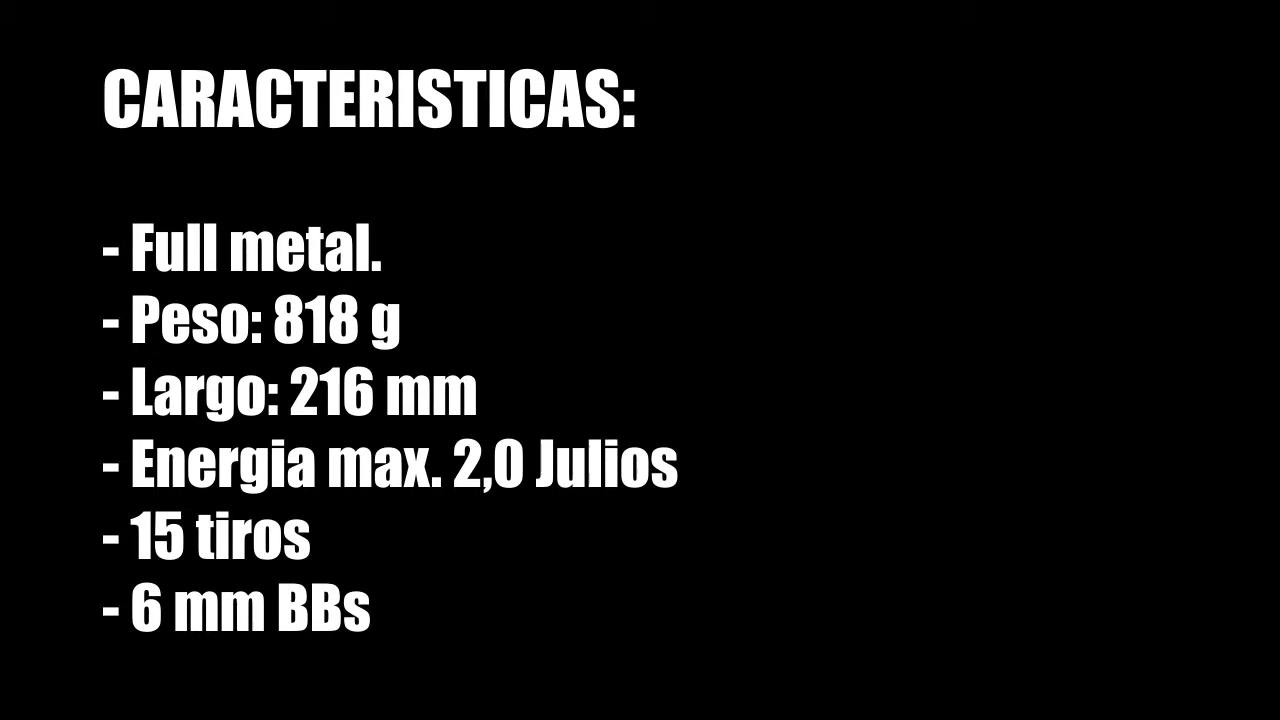 CARACTERISTICAS:
- Full metal.
- Peso: 818 g
- Largo: 216 mm
- Energia max. 2,0 Julios
- 15 tiros
- 6 mm BBs